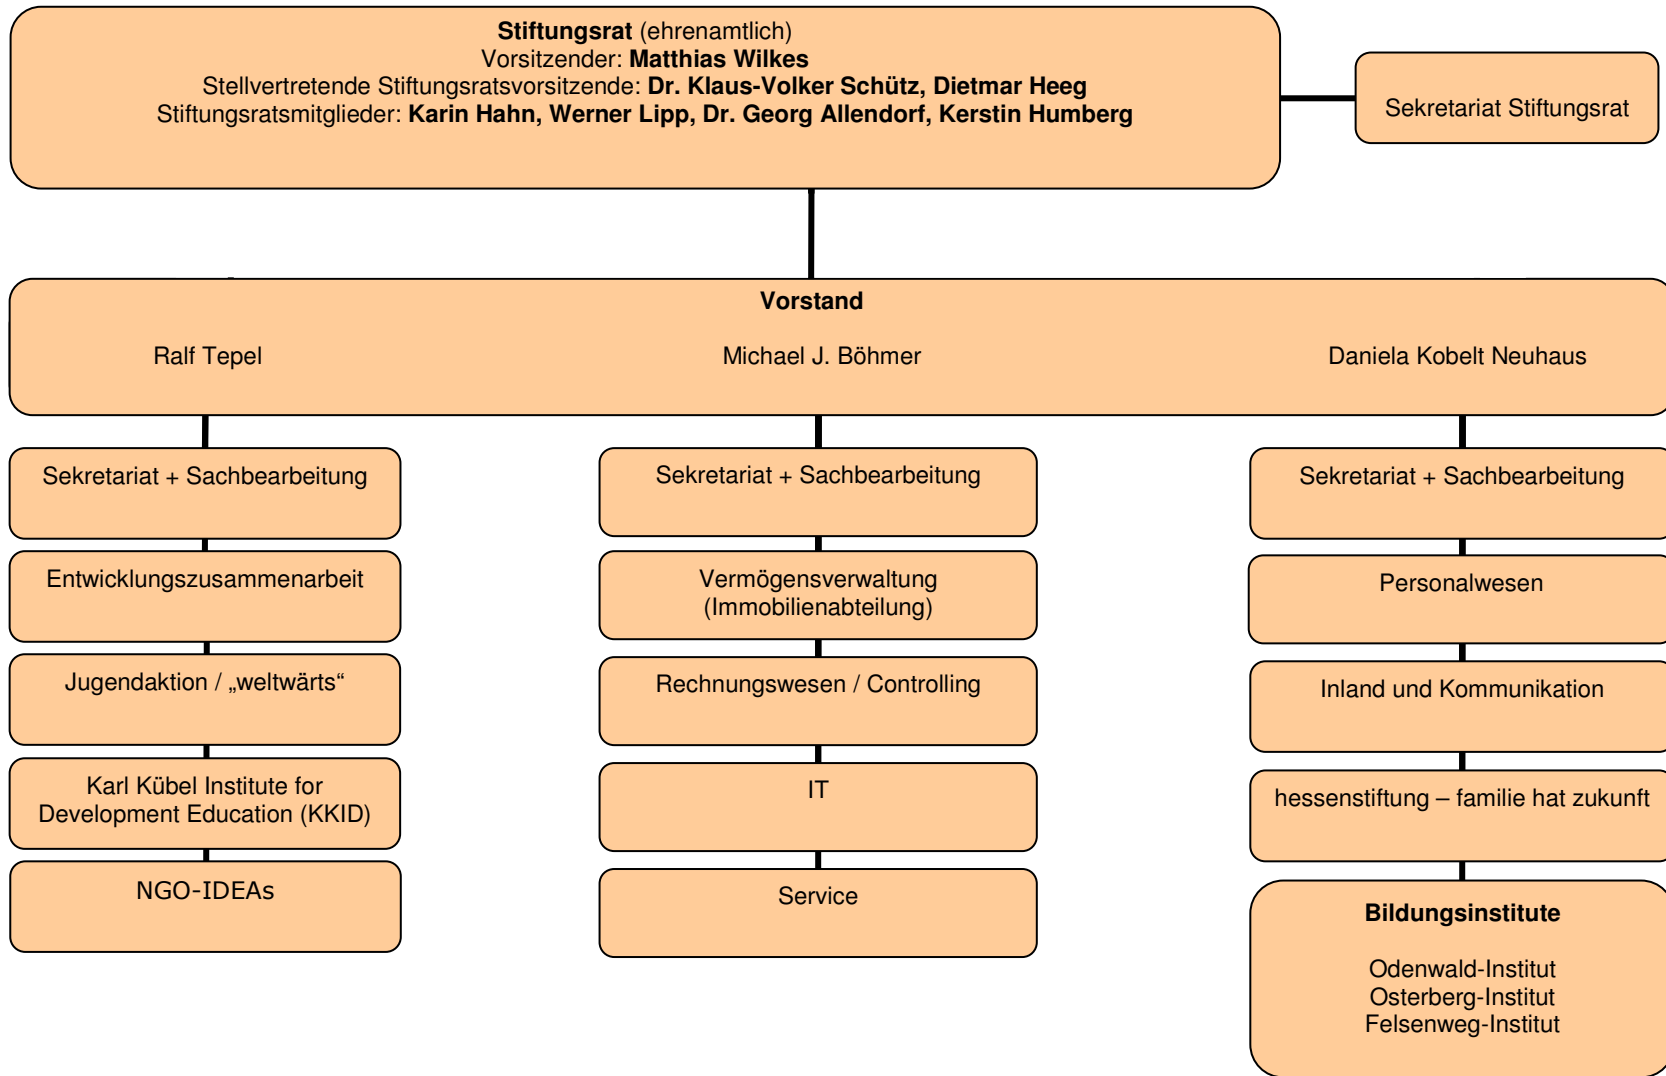 Stiftungsrat (ehrenamtlich)
Vorsitzender: Matthias Wilkes
Stellvertretende Stiftungsratsvorsitzende: Dr. Klaus-Volker Schütz, Dietmar Heeg
Stiftungsratsmitglieder: Karin Hahn, Werner Lipp, Dr. Georg Allendorf, Kerstin Humberg
Sekretariat Stiftungsrat
Vorstand
Ralf Tepel
Michael J. Böhmer
Daniela Kobelt Neuhaus
Sekretariat + Sachbearbeitung
Entwicklungszusammenarbeit
Jugendaktion / „weltwärts“
Karl Kübel Institute for
Development Education (KKID)
NGO-IDEAs
Sekretariat + Sachbearbeitung
Vermögensverwaltung
(Immobilienabteilung)
Rechnungswesen / Controlling
IT
Service
Sekretariat + Sachbearbeitung
Personalwesen
Inland und Kommunikation
hessenstiftung – familie hat zukunft
Bildungsinstitute
Odenwald-Institut
Osterberg-Institut
Felsenweg-Institut